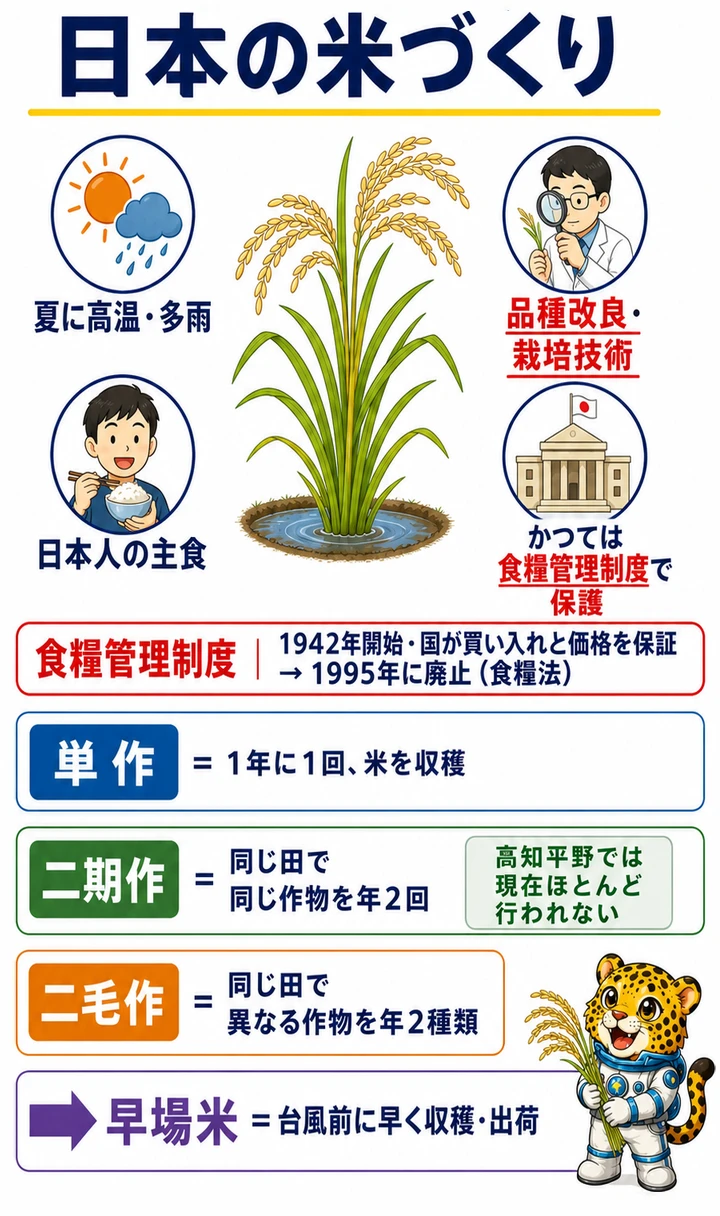 日本の米づくり
夏に高温・多雨
品種改良・
栽培技術
日本人の主食
かつては
食糧管理制度で
保護
食糧管理制度
1942年開始・国が買い入れと価格を保証
→ 1995年に廃止（食糧法）
単作
= 1年に1回、米を収穫
二期作
= 同じ田で
同じ作物を年2回
高知平野では
現在ほとんど
行われない
二毛作
= 同じ田で
異なる作物を年2種類
早場米 = 台風前に早く収穫・出荷